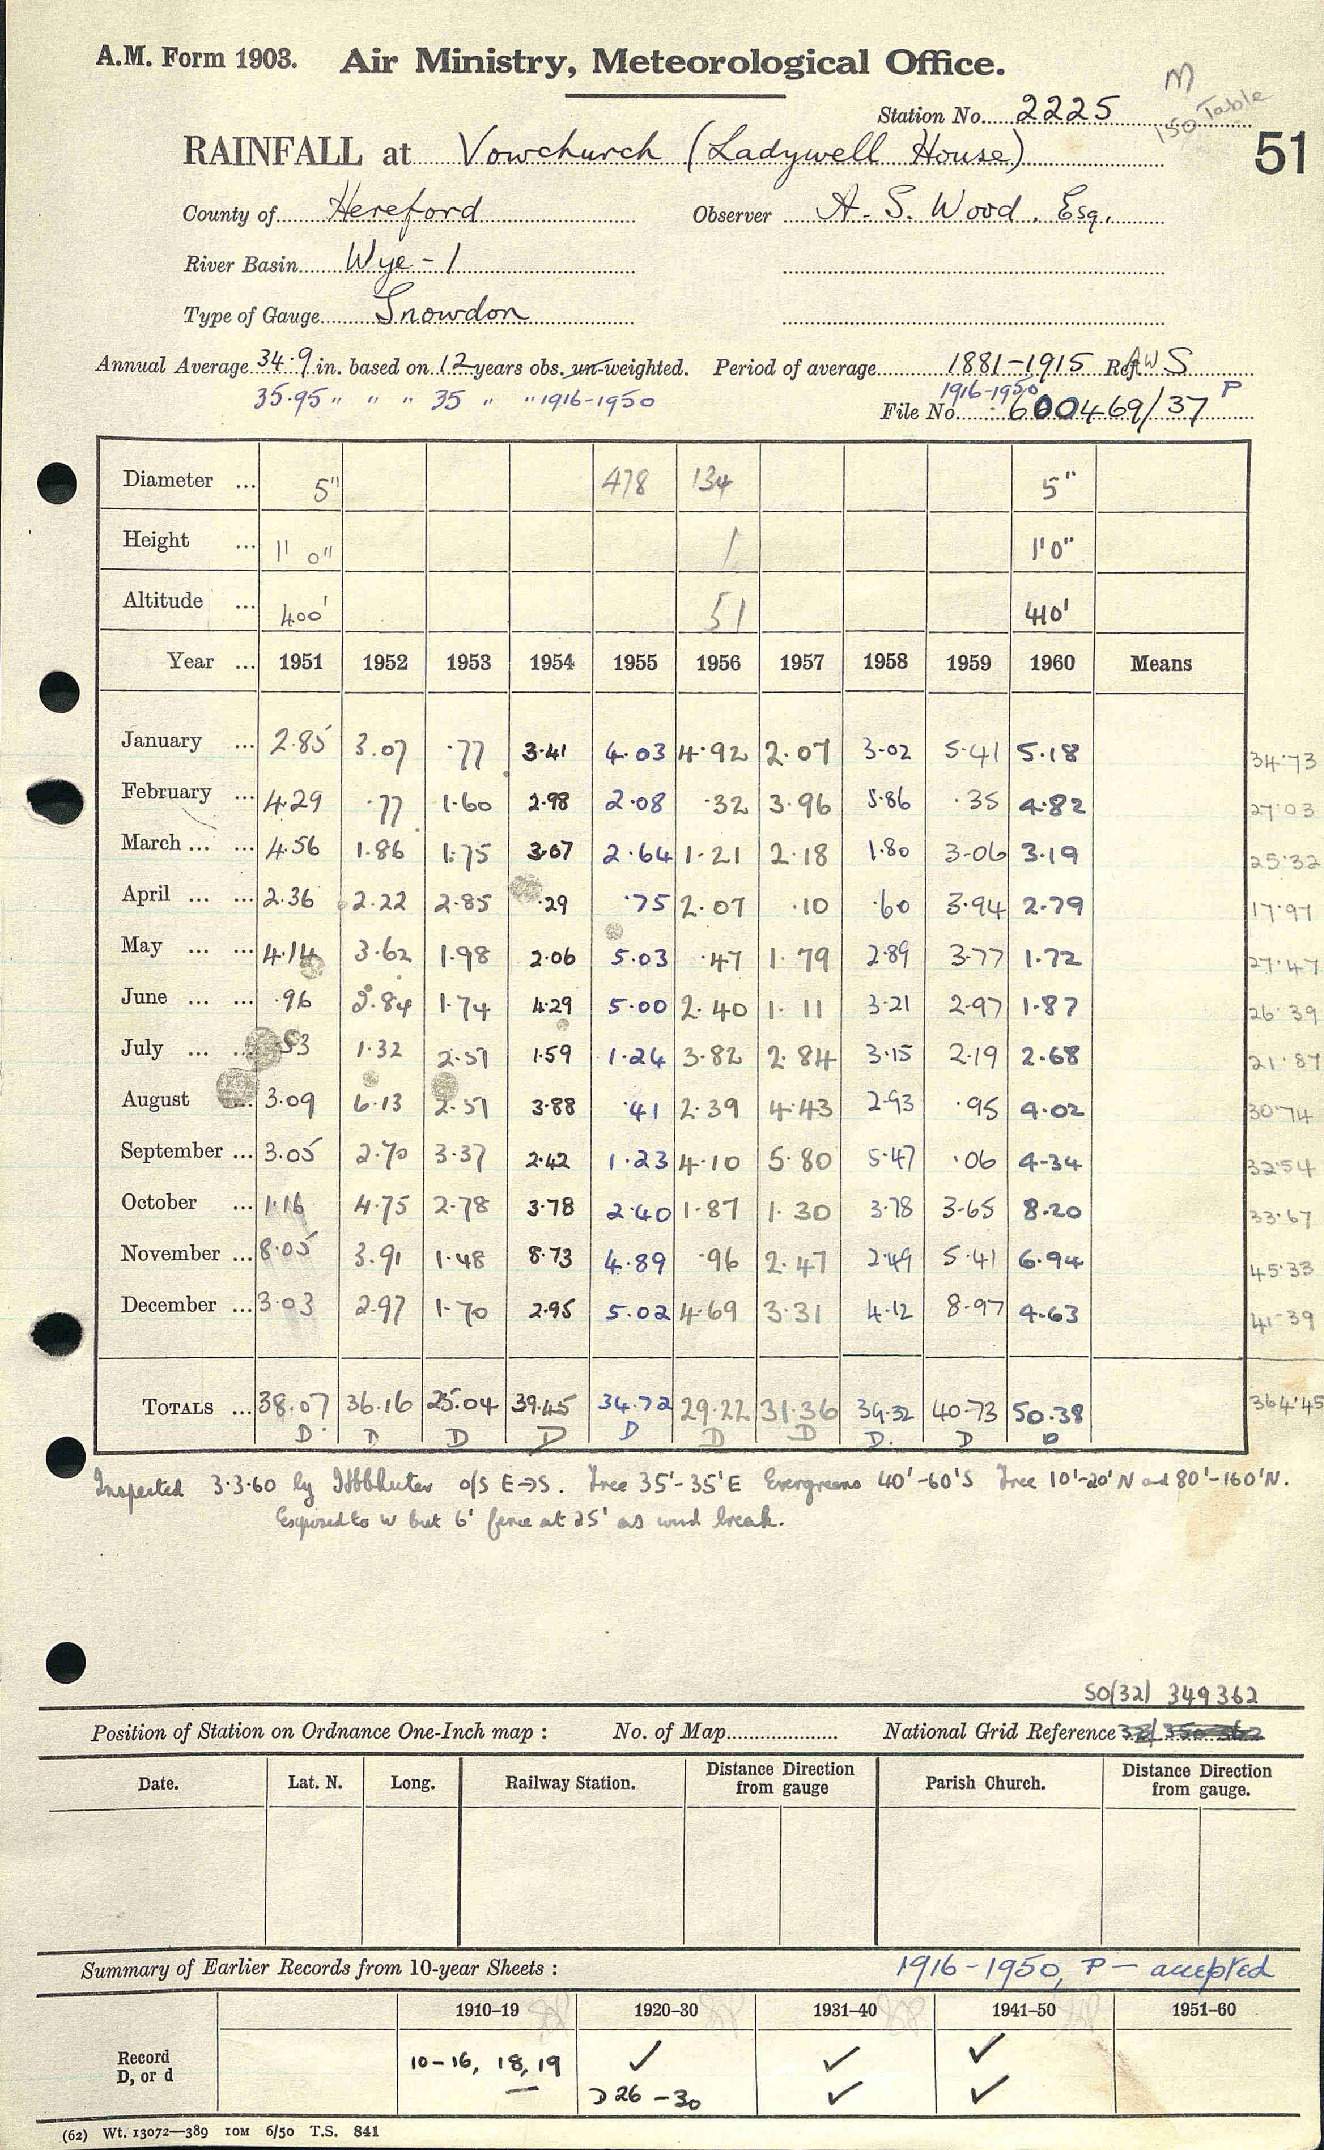 A.M. Form 1903. Air Ministry, Meteorological Office.
M
150 Table
Station No. 2225
51
RAINFALL at Vowchurch (Ladywell House)
County of Hereford Observer A. S. Wood. Esq.
River Basin Wye - 1
Type of Gauge Snowdon
Annual Average 34.9 in. based on 12 years obs. un-weighted. Period of average 1881-1915 Ref. AWS
35.95 " " " 35 " " 1916-1950 1916-1950 P
File No. 600469/37
Diameter ... 5" 478 134 5"
Height ... 1' 0" 1 1'0"
Altitude ... 400' 51 410'
Year ... 1951 1952 1953 1954 1955 1956 1957 1958 1959 1960 Means
January ... 2.85 3.07 .77 3.41 4.03 4.92 2.07 3.02 5.41 5.18 34.73
February ... 4.29 .77 1.60 2.98 2.08 .32 3.96 5.86 .35 4.82 27.03
March ... ... 4.56 1.86 1.75 3.07 2.64 1.21 2.18 1.80 3.06 3.19 25.32
April ... ... 2.36 2.22 2.85 .29 .75 2.07 .10 .60 3.94 2.79 17.97
May ... ... 4.14 3.62 1.98 2.06 5.03 .47 1.79 2.89 3.77 1.72 27.47
June ... ... .96 2.84 1.74 4.29 5.00 2.40 1.11 3.21 2.97 1.87 26.39
July ... ... 53 1.32 2.51 1.59 1.24 3.82 2.84 3.15 2.19 2.68 21.87
August ... 3.09 6.13 2.51 3.88 .41 2.39 4.43 2.93 .95 4.02 30.74
September ... 3.05 2.70 3.37 2.42 1.23 4.10 5.80 5.47 .06 4.34 32.54
October ... 1.16 4.75 2.78 3.78 2.40 1.87 1.30 3.78 3.65 8.20 33.67
November ... 8.05 3.91 1.48 8.73 4.89 .96 2.47 2.49 5.41 6.94 45.33
December ... 3.03 2.97 1.70 2.95 5.02 4.69 3.31 4.12 8.97 4.63 41.39
TOTALS ... 38.07 36.16 25.04 39.45 34.72 29.22 31.36 39.32 40.73 50.38 364.45
D D D D D D D D. D D
Inspected 3.3.60 by O/S E→S. Tree 35'-35'E Evergreens 40'-60'S Tree 10'-20'N and 80'-160'N.
Exposed to W but 6' fence at 25' as wind break.
SO(32) 349362
Position of Station on Ordnance One-Inch map : No. of Map National Grid Reference 32/350 362
Date. Lat. N. Long. Railway Station. Distance Direction from gauge Parish Church. Distance Direction from gauge.
Summary of Earlier Records from 10-year Sheets : 1916-1950, P - accepted
1910-19 1920-30 1931-40 1941-50 1951-60
Record 10-16, 18, 19 ✓ ✓ ✓
D, or d D 26-30 ✓ ✓
(62) Wt. 13072—389 10M 6/50 T.S. 841